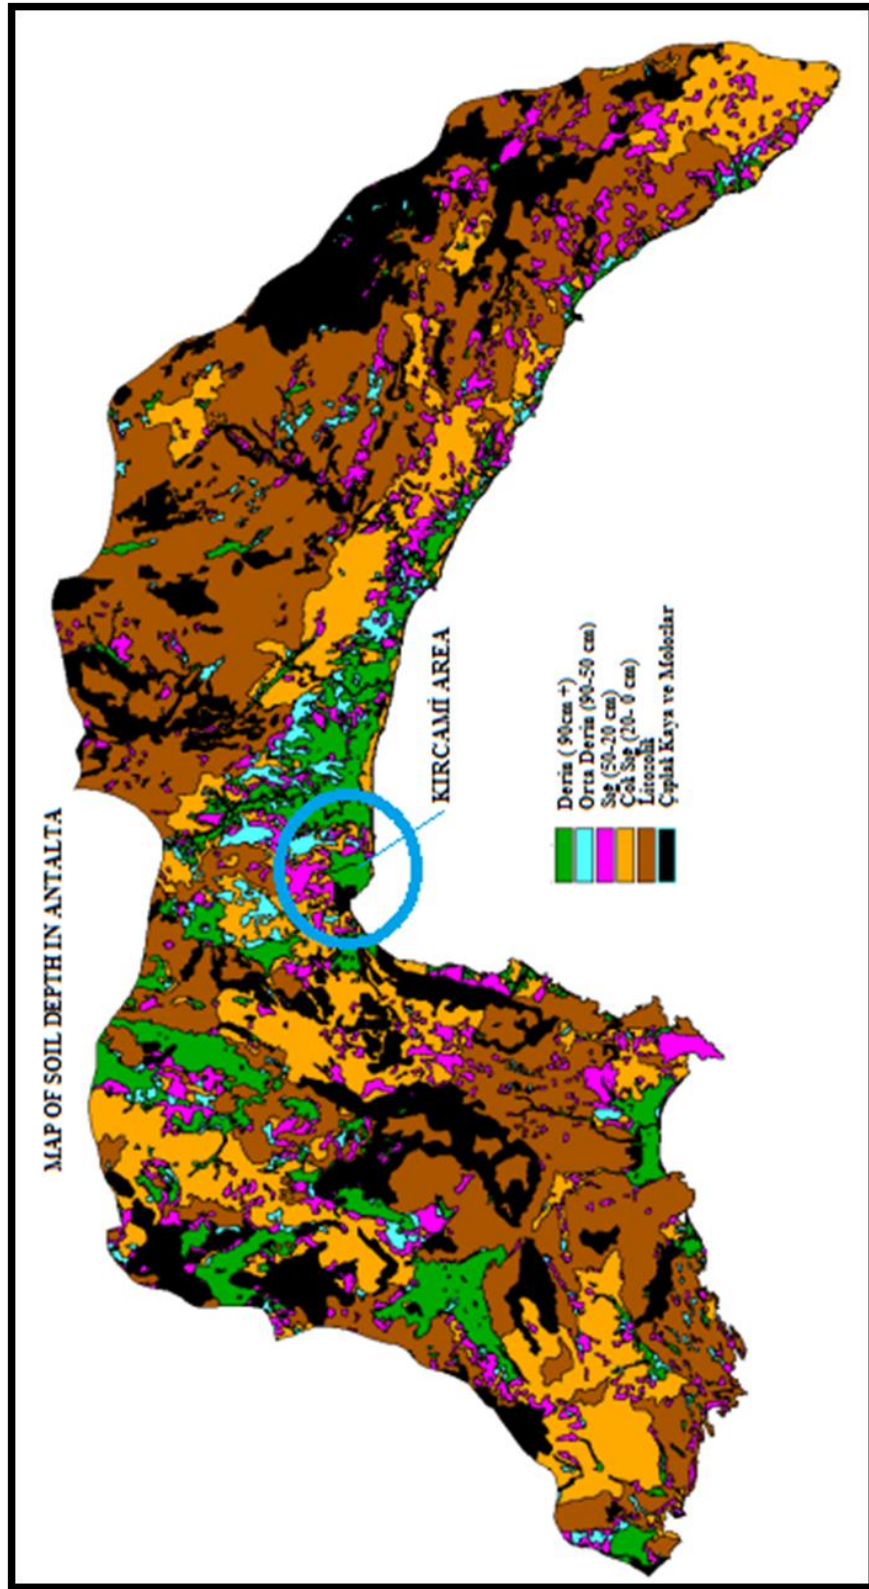 MAP OF SOIL DEPTH IN ANTALTA
KIRCAMİ AREA
Derin ( 90cm +)
Orta Derin (90-50 cm)
Sığ (50-20 cm)
Çok Sığ (20- 0 cm)
Litozolik
Çıplak Kaya ve Molozlar